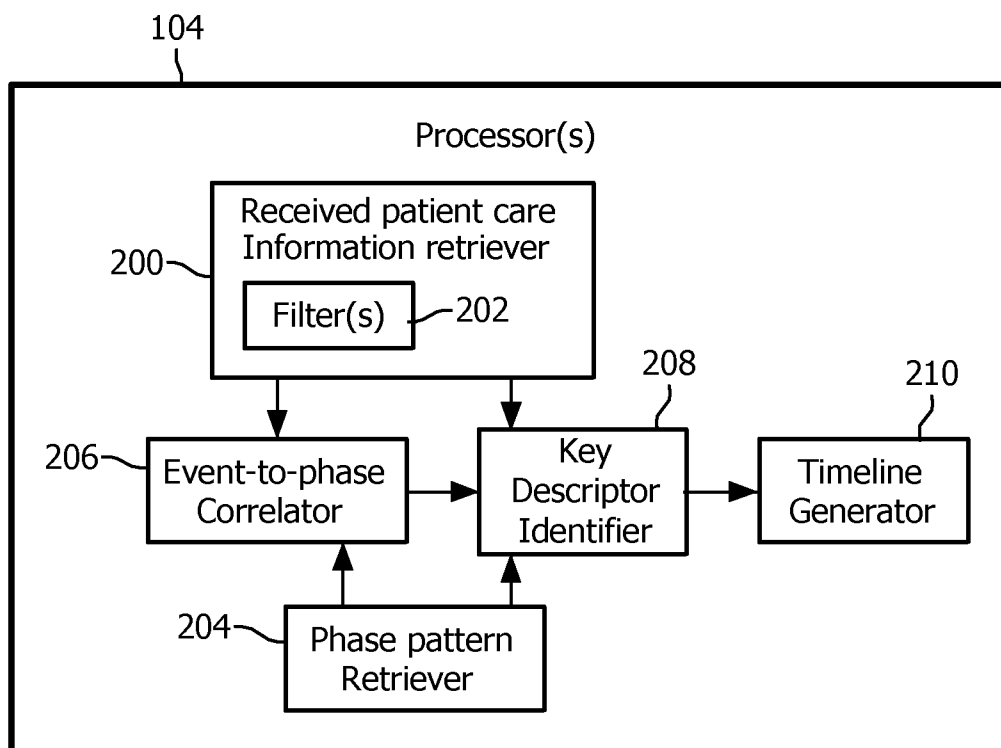 104
Processor(s)
Received patient care
Information retriever
200
Filter(s)
202
208
210
206
Event-to-phase
Correlator
Key
Descriptor
Identifier
Timeline
Generator
204
Phase pattern
Retriever